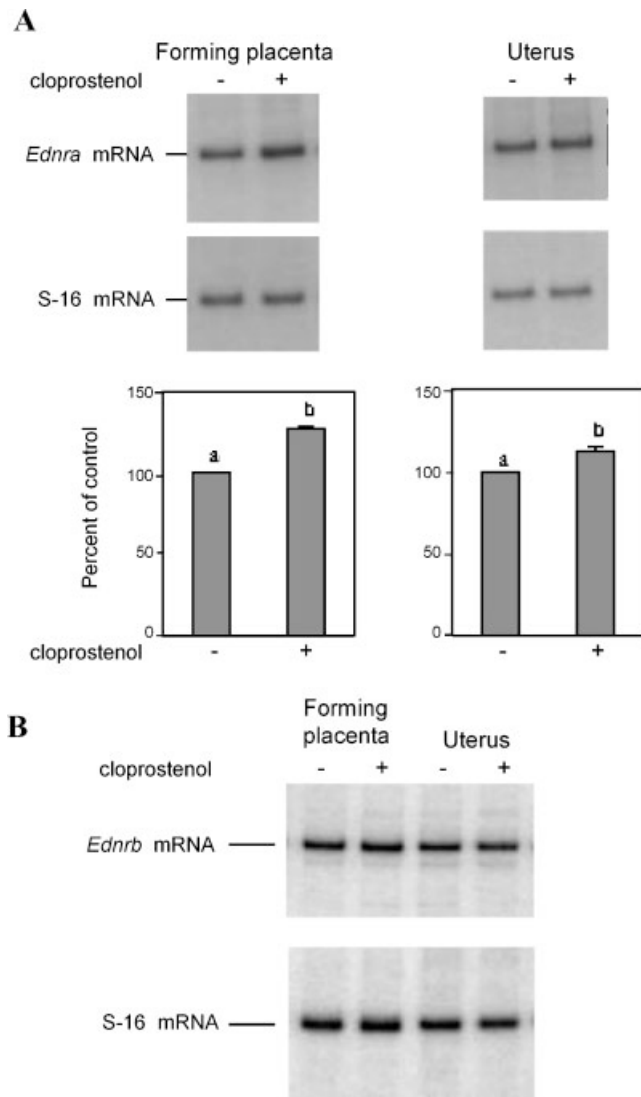 A
Forming placenta Uterus
cloprostenol - + - +
Ednra mRNA
S-16 mRNA
150 150
b b
a a
100 100
Percent of control
50 50
0 0
cloprostenol - + - +
B
Forming
placenta Uterus
cloprostenol - + - +
Ednrb mRNA
S-16 mRNA